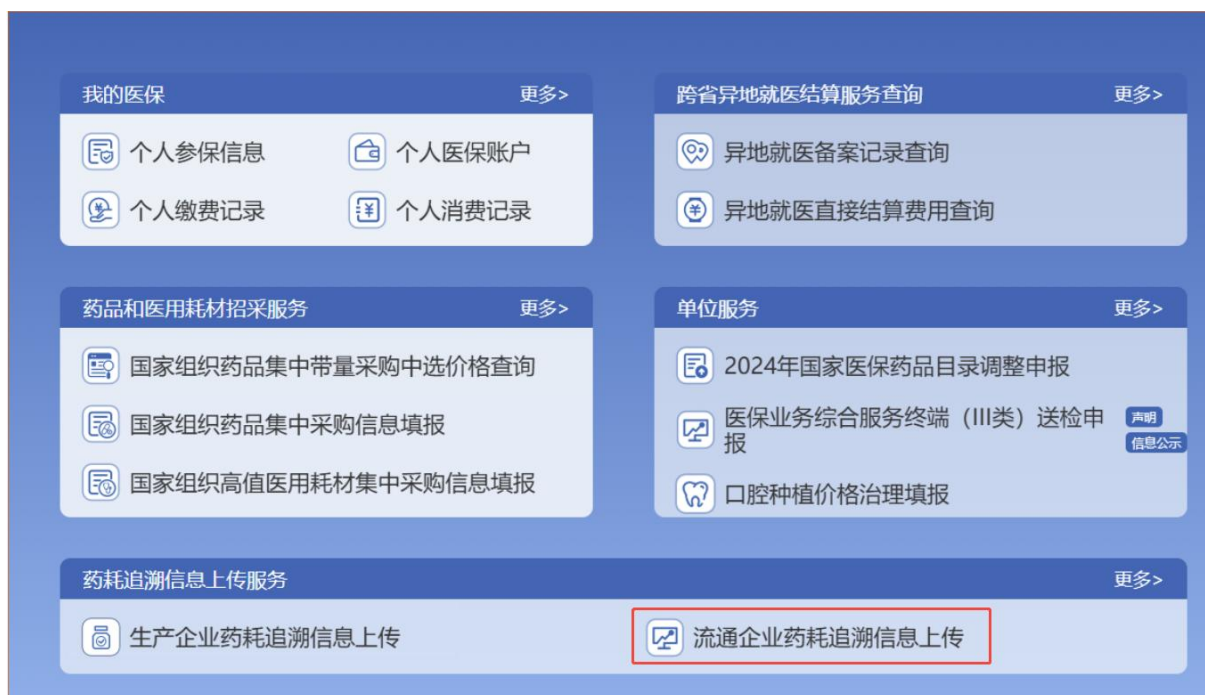 我的医保 更多>
个人参保信息 个人医保账户
个人缴费记录 个人消费记录
跨省异地就医结算服务查询 更多>
异地就医备案记录查询
异地就医直接结算费用查询
药品和医用耗材招采服务 更多>
国家组织药品集中带量采购中选价格查询
国家组织药品集中采购信息填报
国家组织高值医用耗材集中采购信息填报
单位服务 更多>
2024年国家医保药品目录调整申报
医保业务综合服务终端（III类）送检申 声明
报 信息公示
口腔种植价格治理填报
药耗追溯信息上传服务 更多>
生产企业药耗追溯信息上传 流通企业药耗追溯信息上传